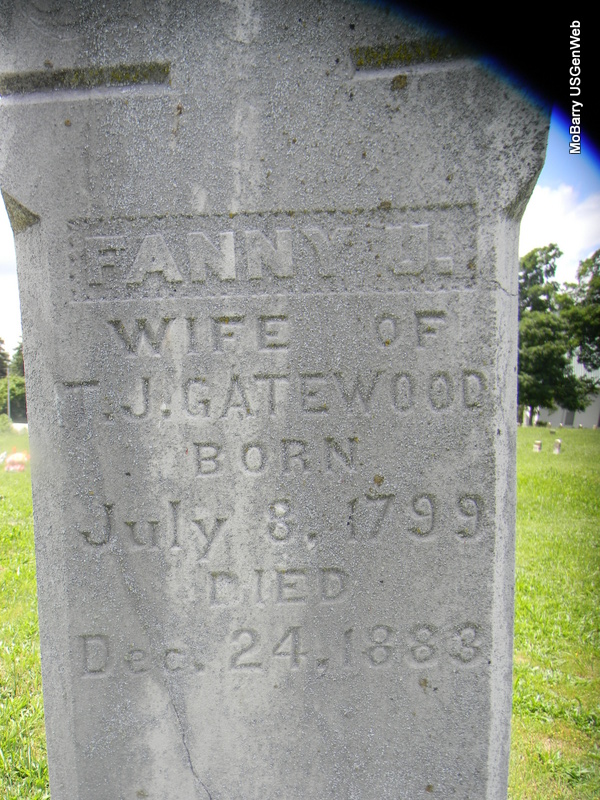 FANNY U.
WIFE OF
T.J. GATEWOOD
BORN
July 8, 1799
DIED
Dec. 24, 1883
MoBarry USGenWeb